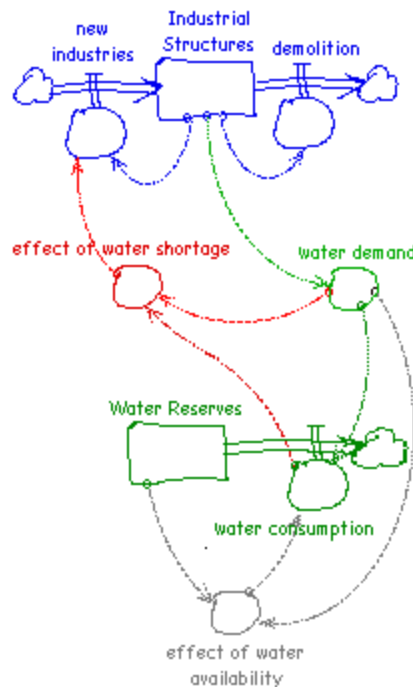 new
industries
Industrial
Structures
demolition
effect of water shortage
water demand
Water Reserves
water consumption
effect of water
availability